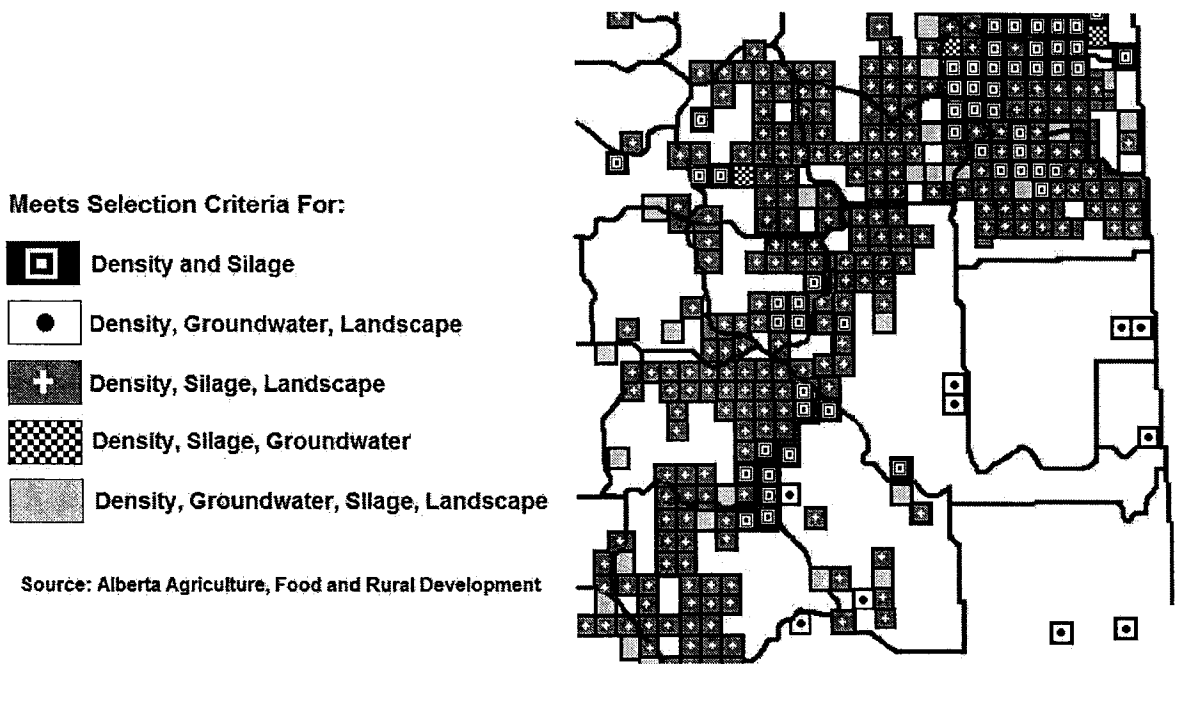 Meets Selection Criteria For:
Density and Silage
Density, Groundwater, Landscape
Density, Silage, Landscape
Density, Silage, Groundwater
Density, Groundwater, Silage, Landscape
Source: Alberta Agriculture, Food and Rural Development